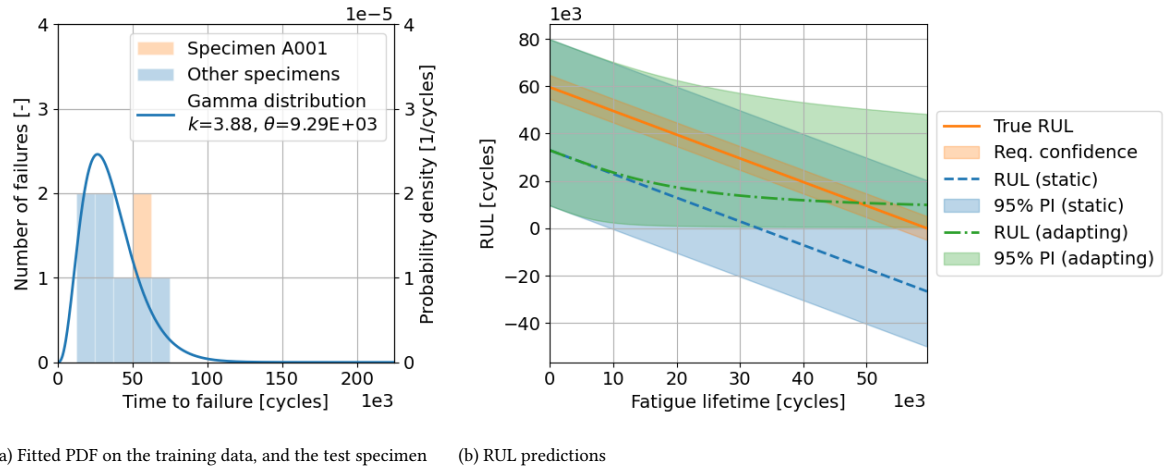 1e−5
4
3
2
1
0
Number of failures [-]
4
3
2
1
0
Probability density [1/cycles]
Specimen A001
Other specimens
Gamma distribution
k=3.88, θ=9.29E+03
0 50 100 150 200
Time to failure [cycles] 1e3
1e3
80
60
40
20
0
−20
−40
RUL [cycles]
0 10 20 30 40 50
Fatigue lifetime [cycles] 1e3
True RUL
Req. confidence
RUL (static)
95% PI (static)
RUL (adapting)
95% PI (adapting)
a) Fitted PDF on the training data, and the test specimen
(b) RUL predictions